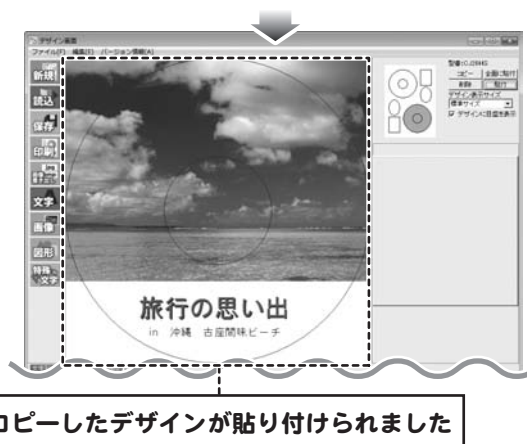 デザイン画面
ファイル[F] 編集[E] バージョン情報[A]
新規
読込
保存
印刷
文字
画像
図形
特殊文字
コピー 全面に貼付
削除 貼付
デザイン表示サイズ
標準サイズ
デザインに目盛を表示
旅行の思い出
in 沖縄 古座間味ビーチ
コピーしたデザインが貼り付けられました